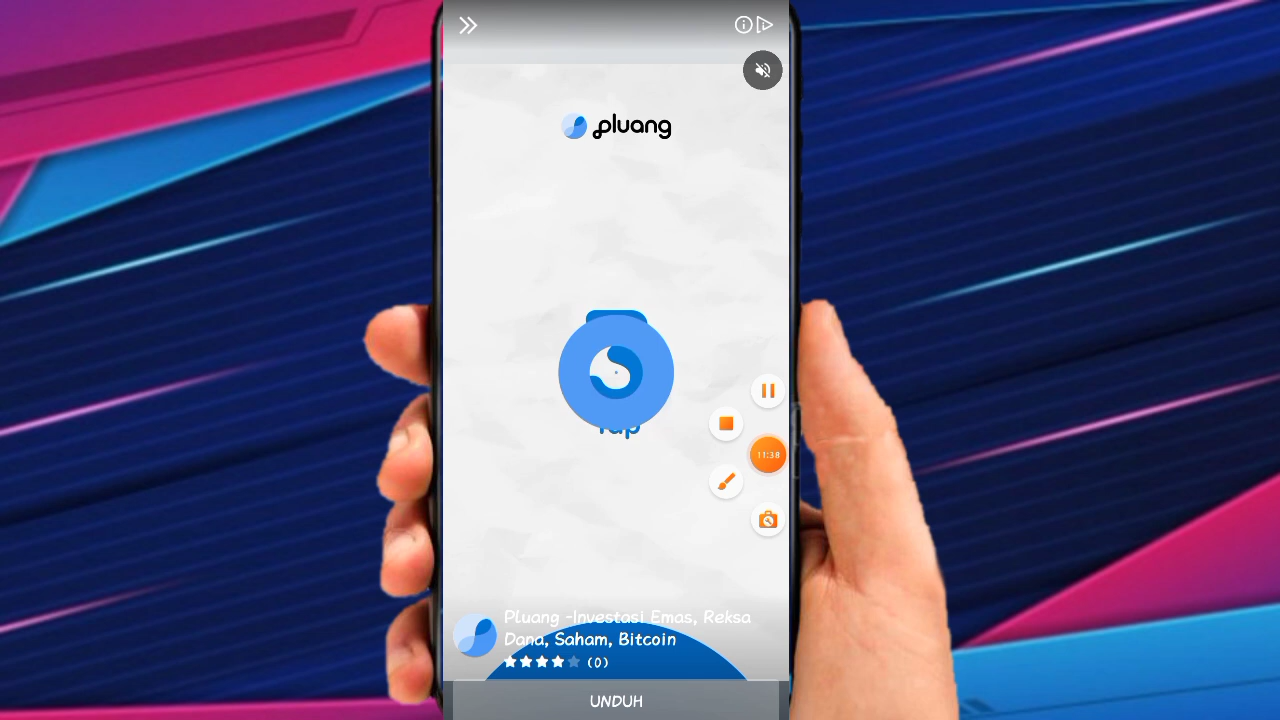 pluang
Tap
11:38
Pluang -Investasi Emas, Reksa
Dana, Saham, Bitcoin
(0)
UNDUH